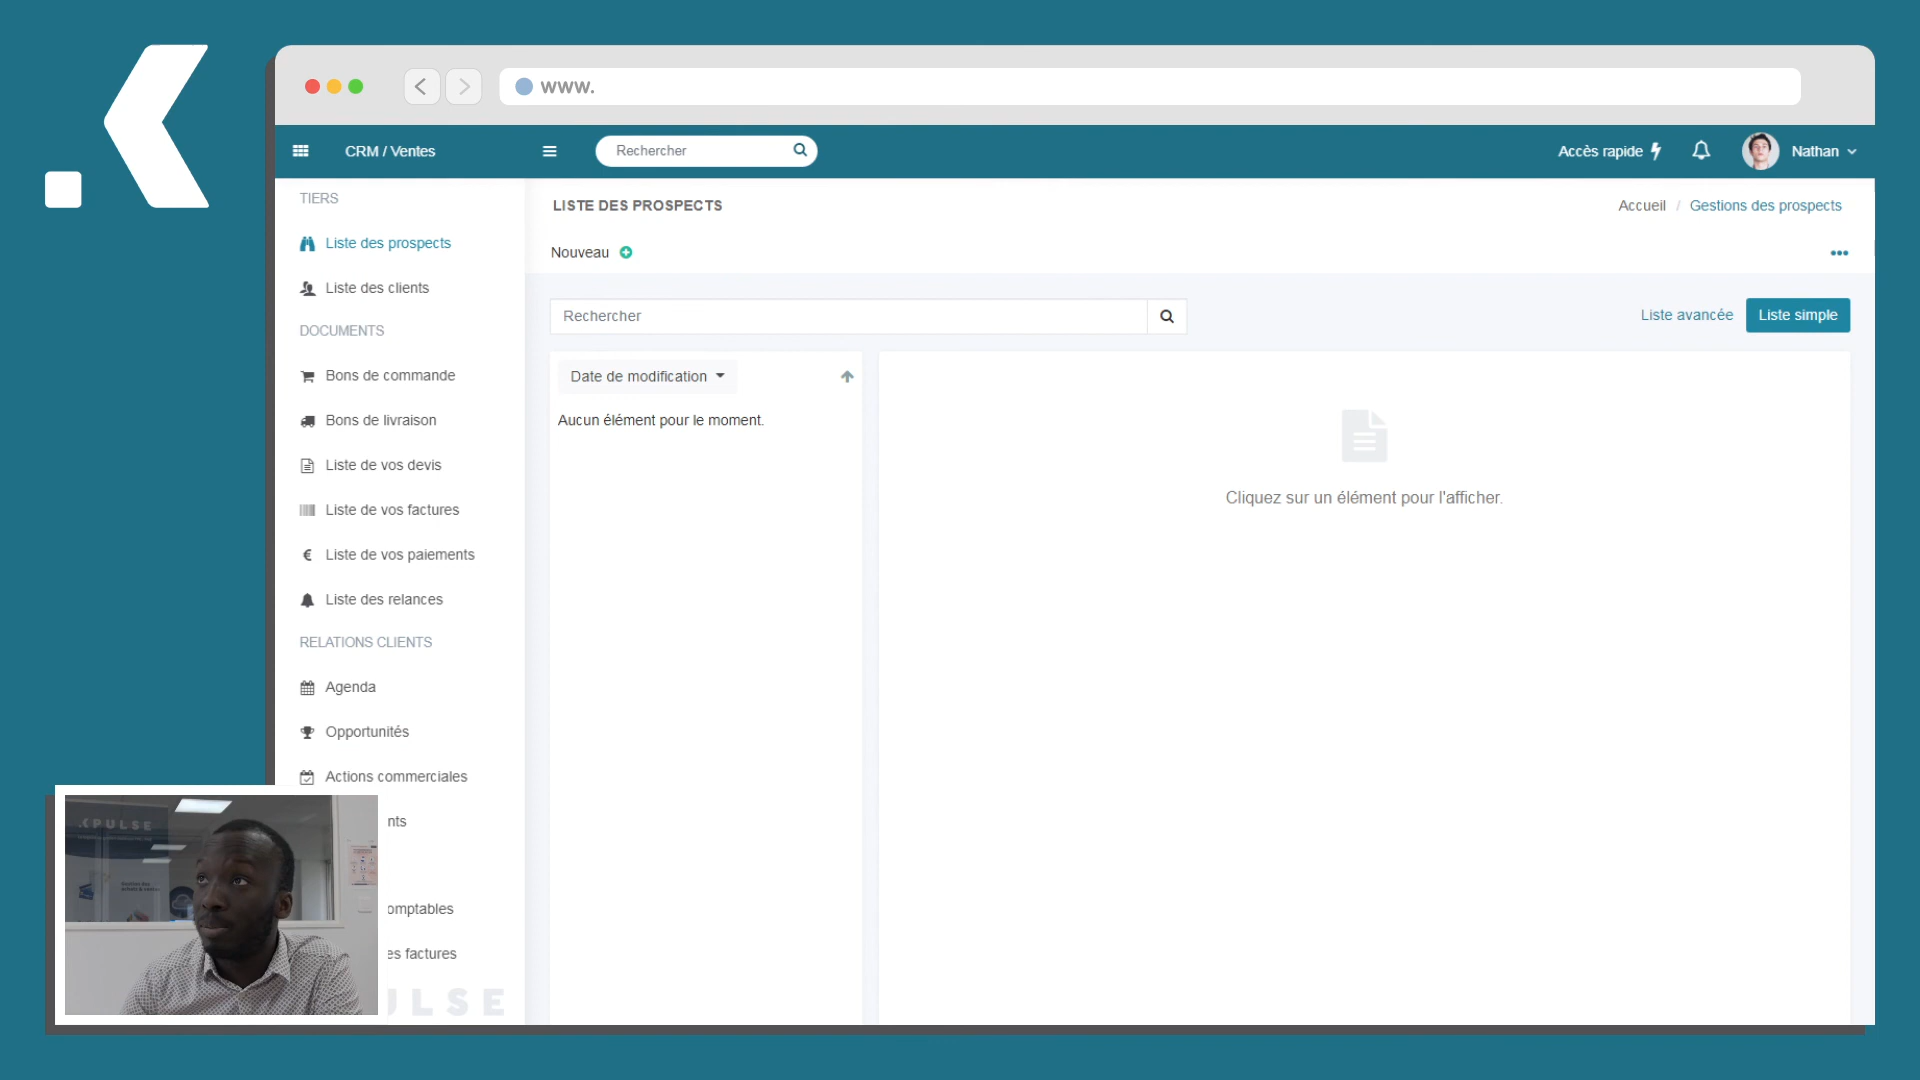 www.
CRM / Ventes
Rechercher
Accès rapide
Nathan
TIERS
Liste des prospects
Liste des clients
DOCUMENTS
Bons de commande
Bons de livraison
Liste de vos devis
Liste de vos factures
Liste de vos paiements
Liste des relances
RELATIONS CLIENTS
Agenda
Opportunités
Actions commerciales
nts
omptables
es factures
ULSE
LISTE DES PROSPECTS
Accueil / Gestions des prospects
Nouveau
Rechercher
Liste avancée
Liste simple
Date de modification
Aucun élément pour le moment.
Cliquez sur un élément pour l'afficher.
PULSE